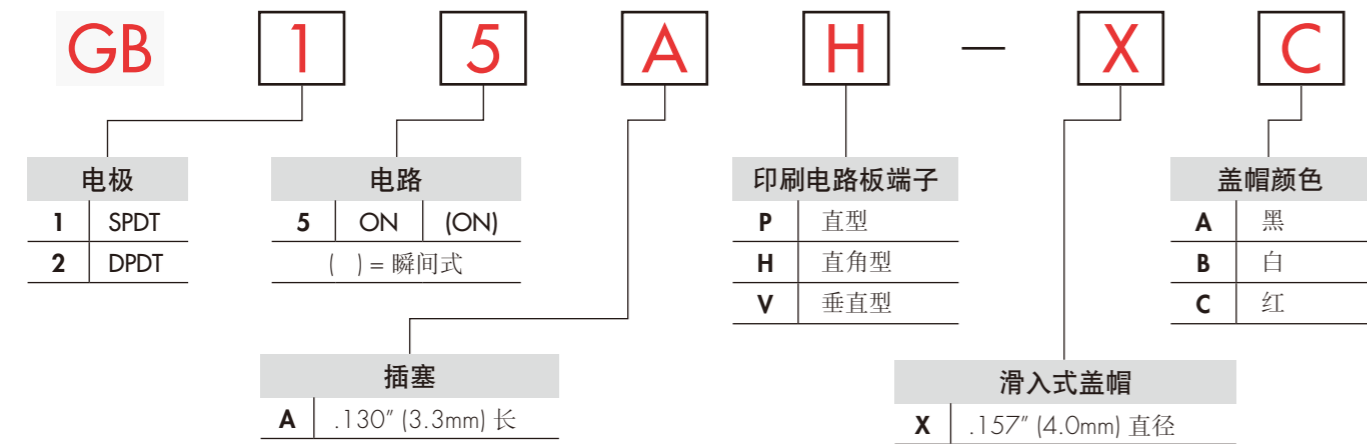 GB 1 5 A H — X C
电极
1 SPDT
2 DPDT
电路
5 ON (ON)
( ) = 瞬间式
印刷电路板端子
P 直型
H 直角型
V 垂直型
盖帽颜色
A 黑
B 白
C 红
插塞
A .130" (3.3mm) 长
滑入式盖帽
X .157" (4.0mm) 直径